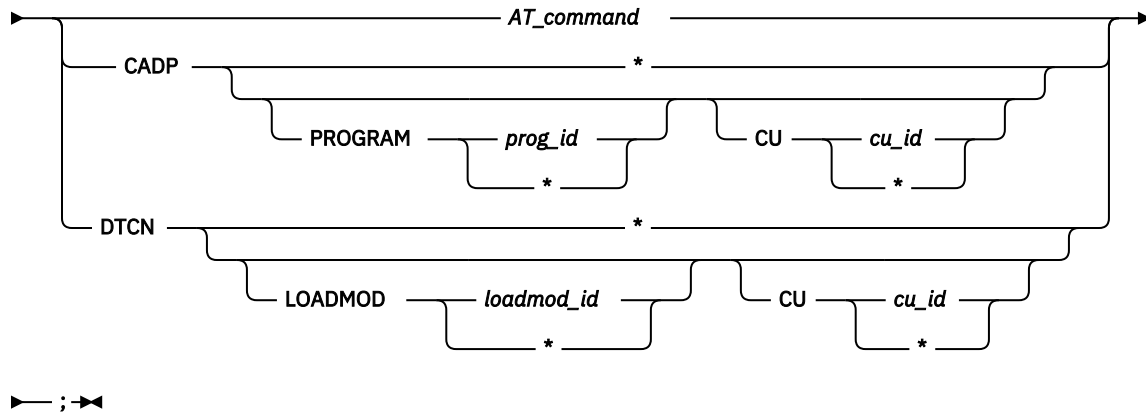 AT_command
CADP *
PROGRAM prog_id CU cu_id
* *
DTCN *
LOADMOD loadmod_id CU cu_id
* *
;